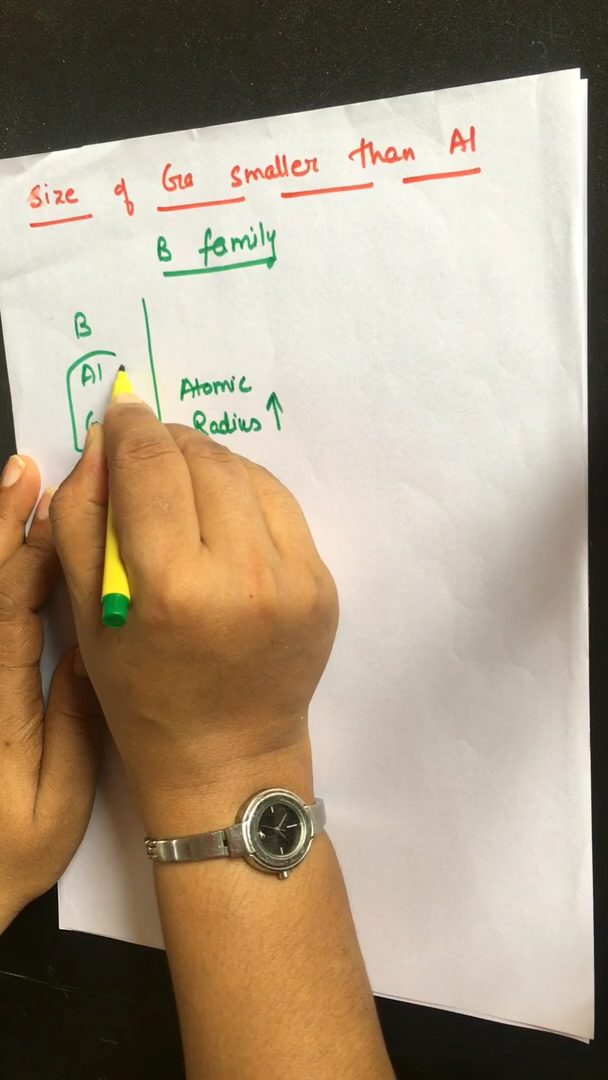 Size of Ga smaller than Al
B family
B
Al
Atomic
Radius ↑